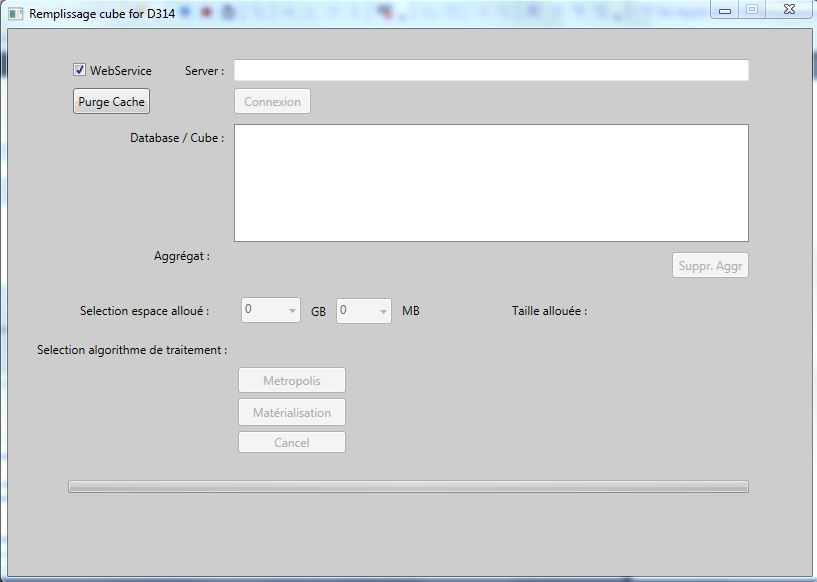 Remplissage cube for D314
WebService
Server :
Purge Cache
Connexion
Database / Cube :
Aggrégat :
Suppr. Aggr
Selection espace alloué :
0
GB
0
MB
Taille allouée :
Selection algorithme de traitement :
Metropolis
Matérialisation
Cancel